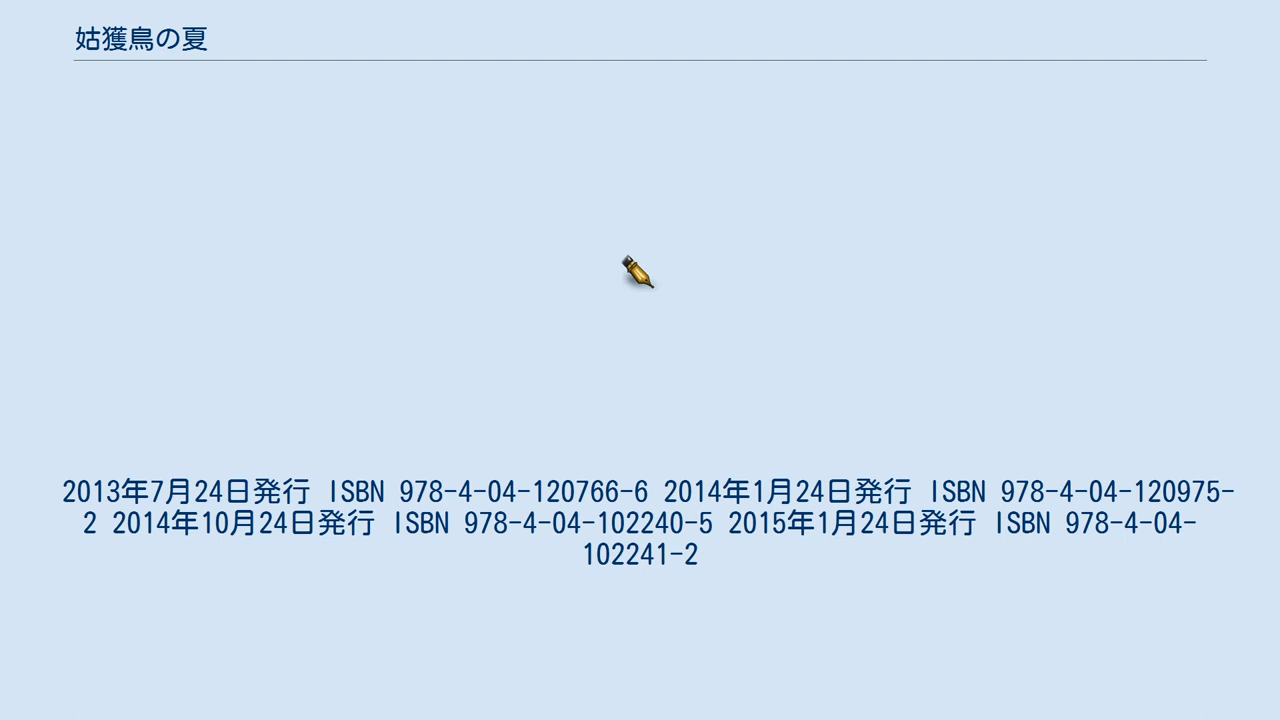 姑獲鳥の夏
2013年7月24日発行 ISBN 978-4-04-120766-6 2014年1月24日発行 ISBN 978-4-04-120975-
2 2014年10月24日発行 ISBN 978-4-04-102240-5 2015年1月24日発行 ISBN 978-4-04-
102241-2